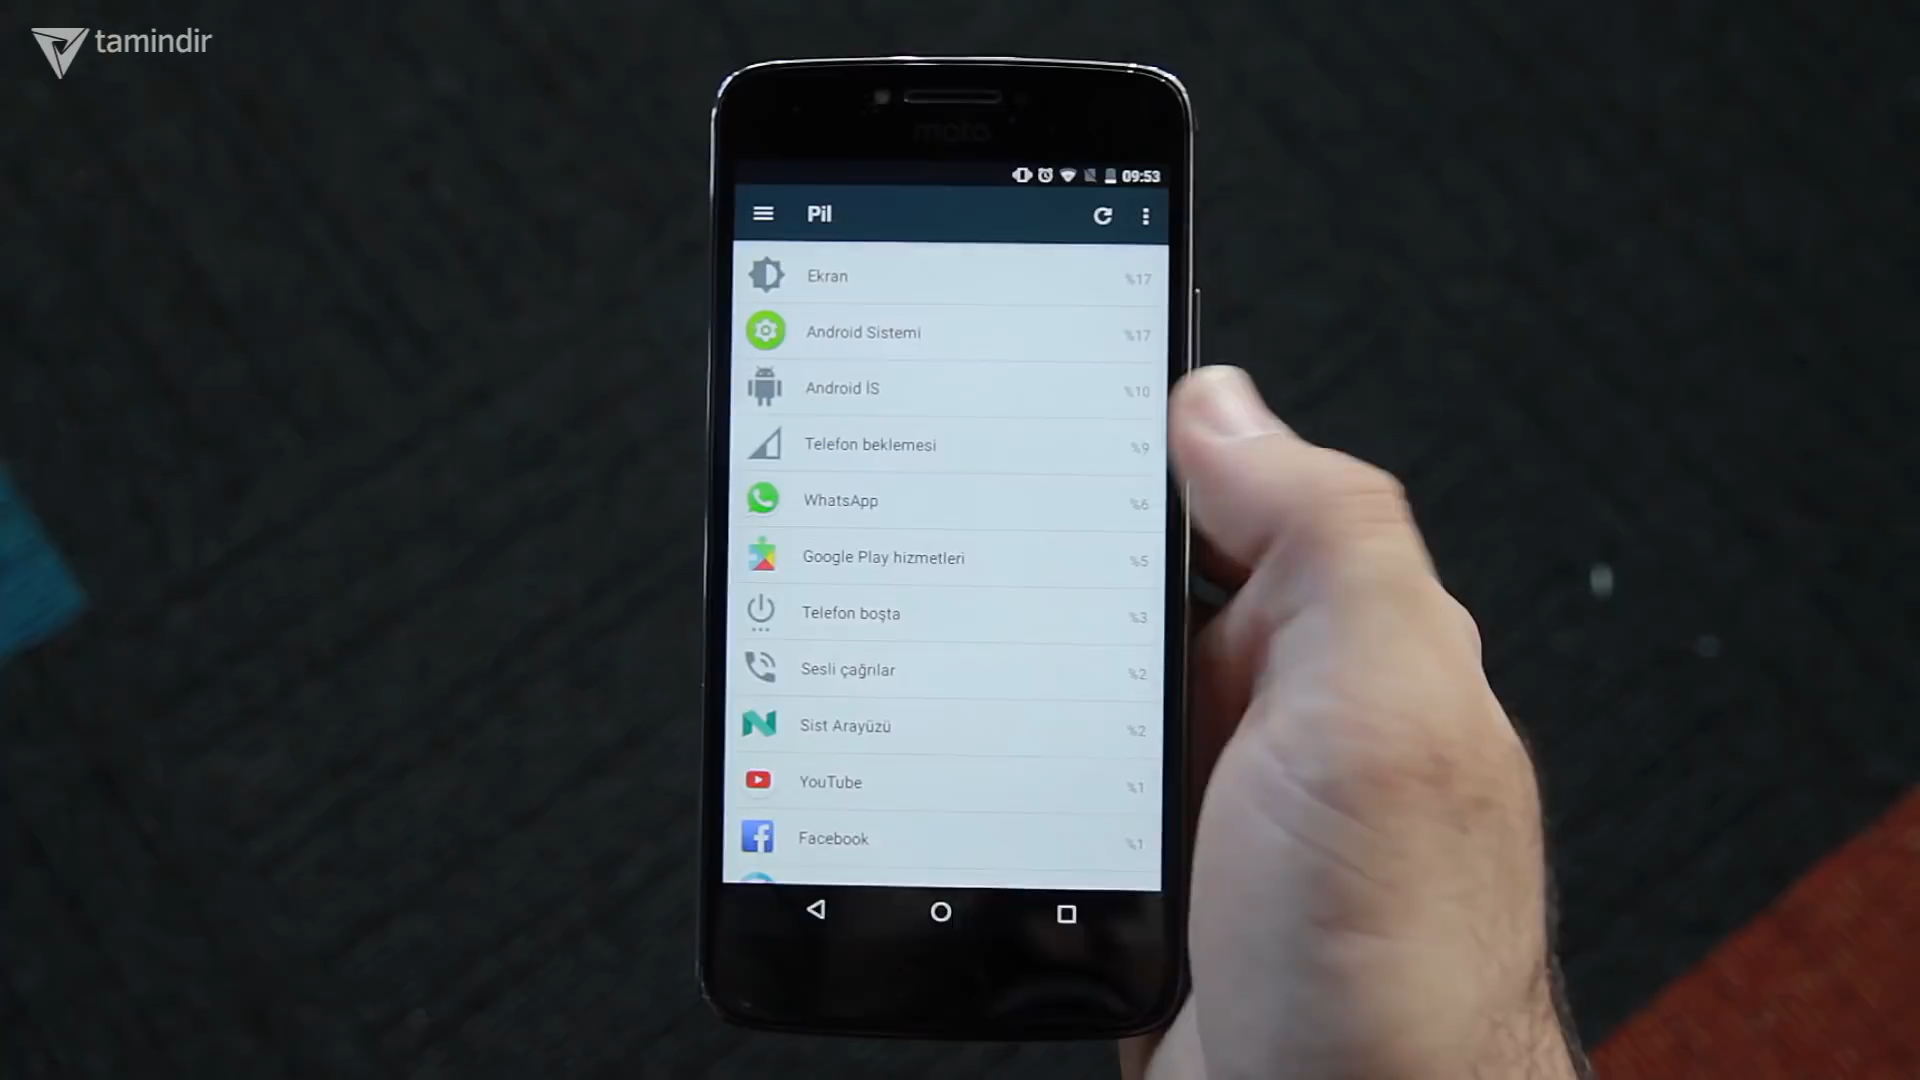 tamindir
moto
09:53
Pil
Ekran %17
Android Sistemi %17
Android İS %10
Telefon beklemesi %9
WhatsApp %6
Google Play hizmetleri %5
Telefon boşta %3
Sesli çağrılar %2
Sist Arayüzü %2
YouTube %1
Facebook %1